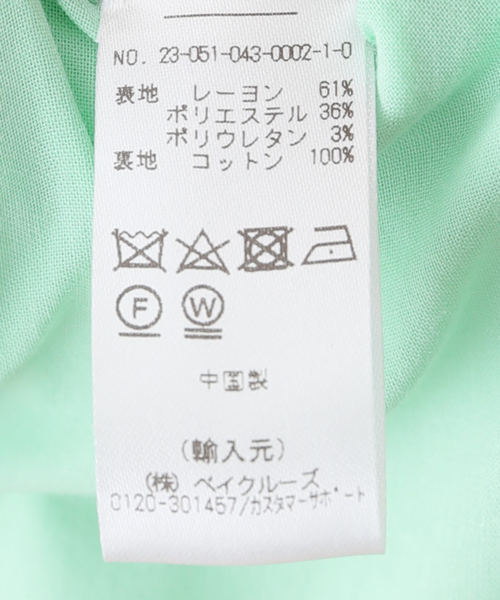 NO. 23-051-043-0002-1-0
表地 レーヨン 61%
ポリエステル 36%
ポリウレタン 3%
裏地 コットン 100%
F W
中国製
(輸入元)
(株) ベイクルーズ
0120-301457/カスタマーサポート